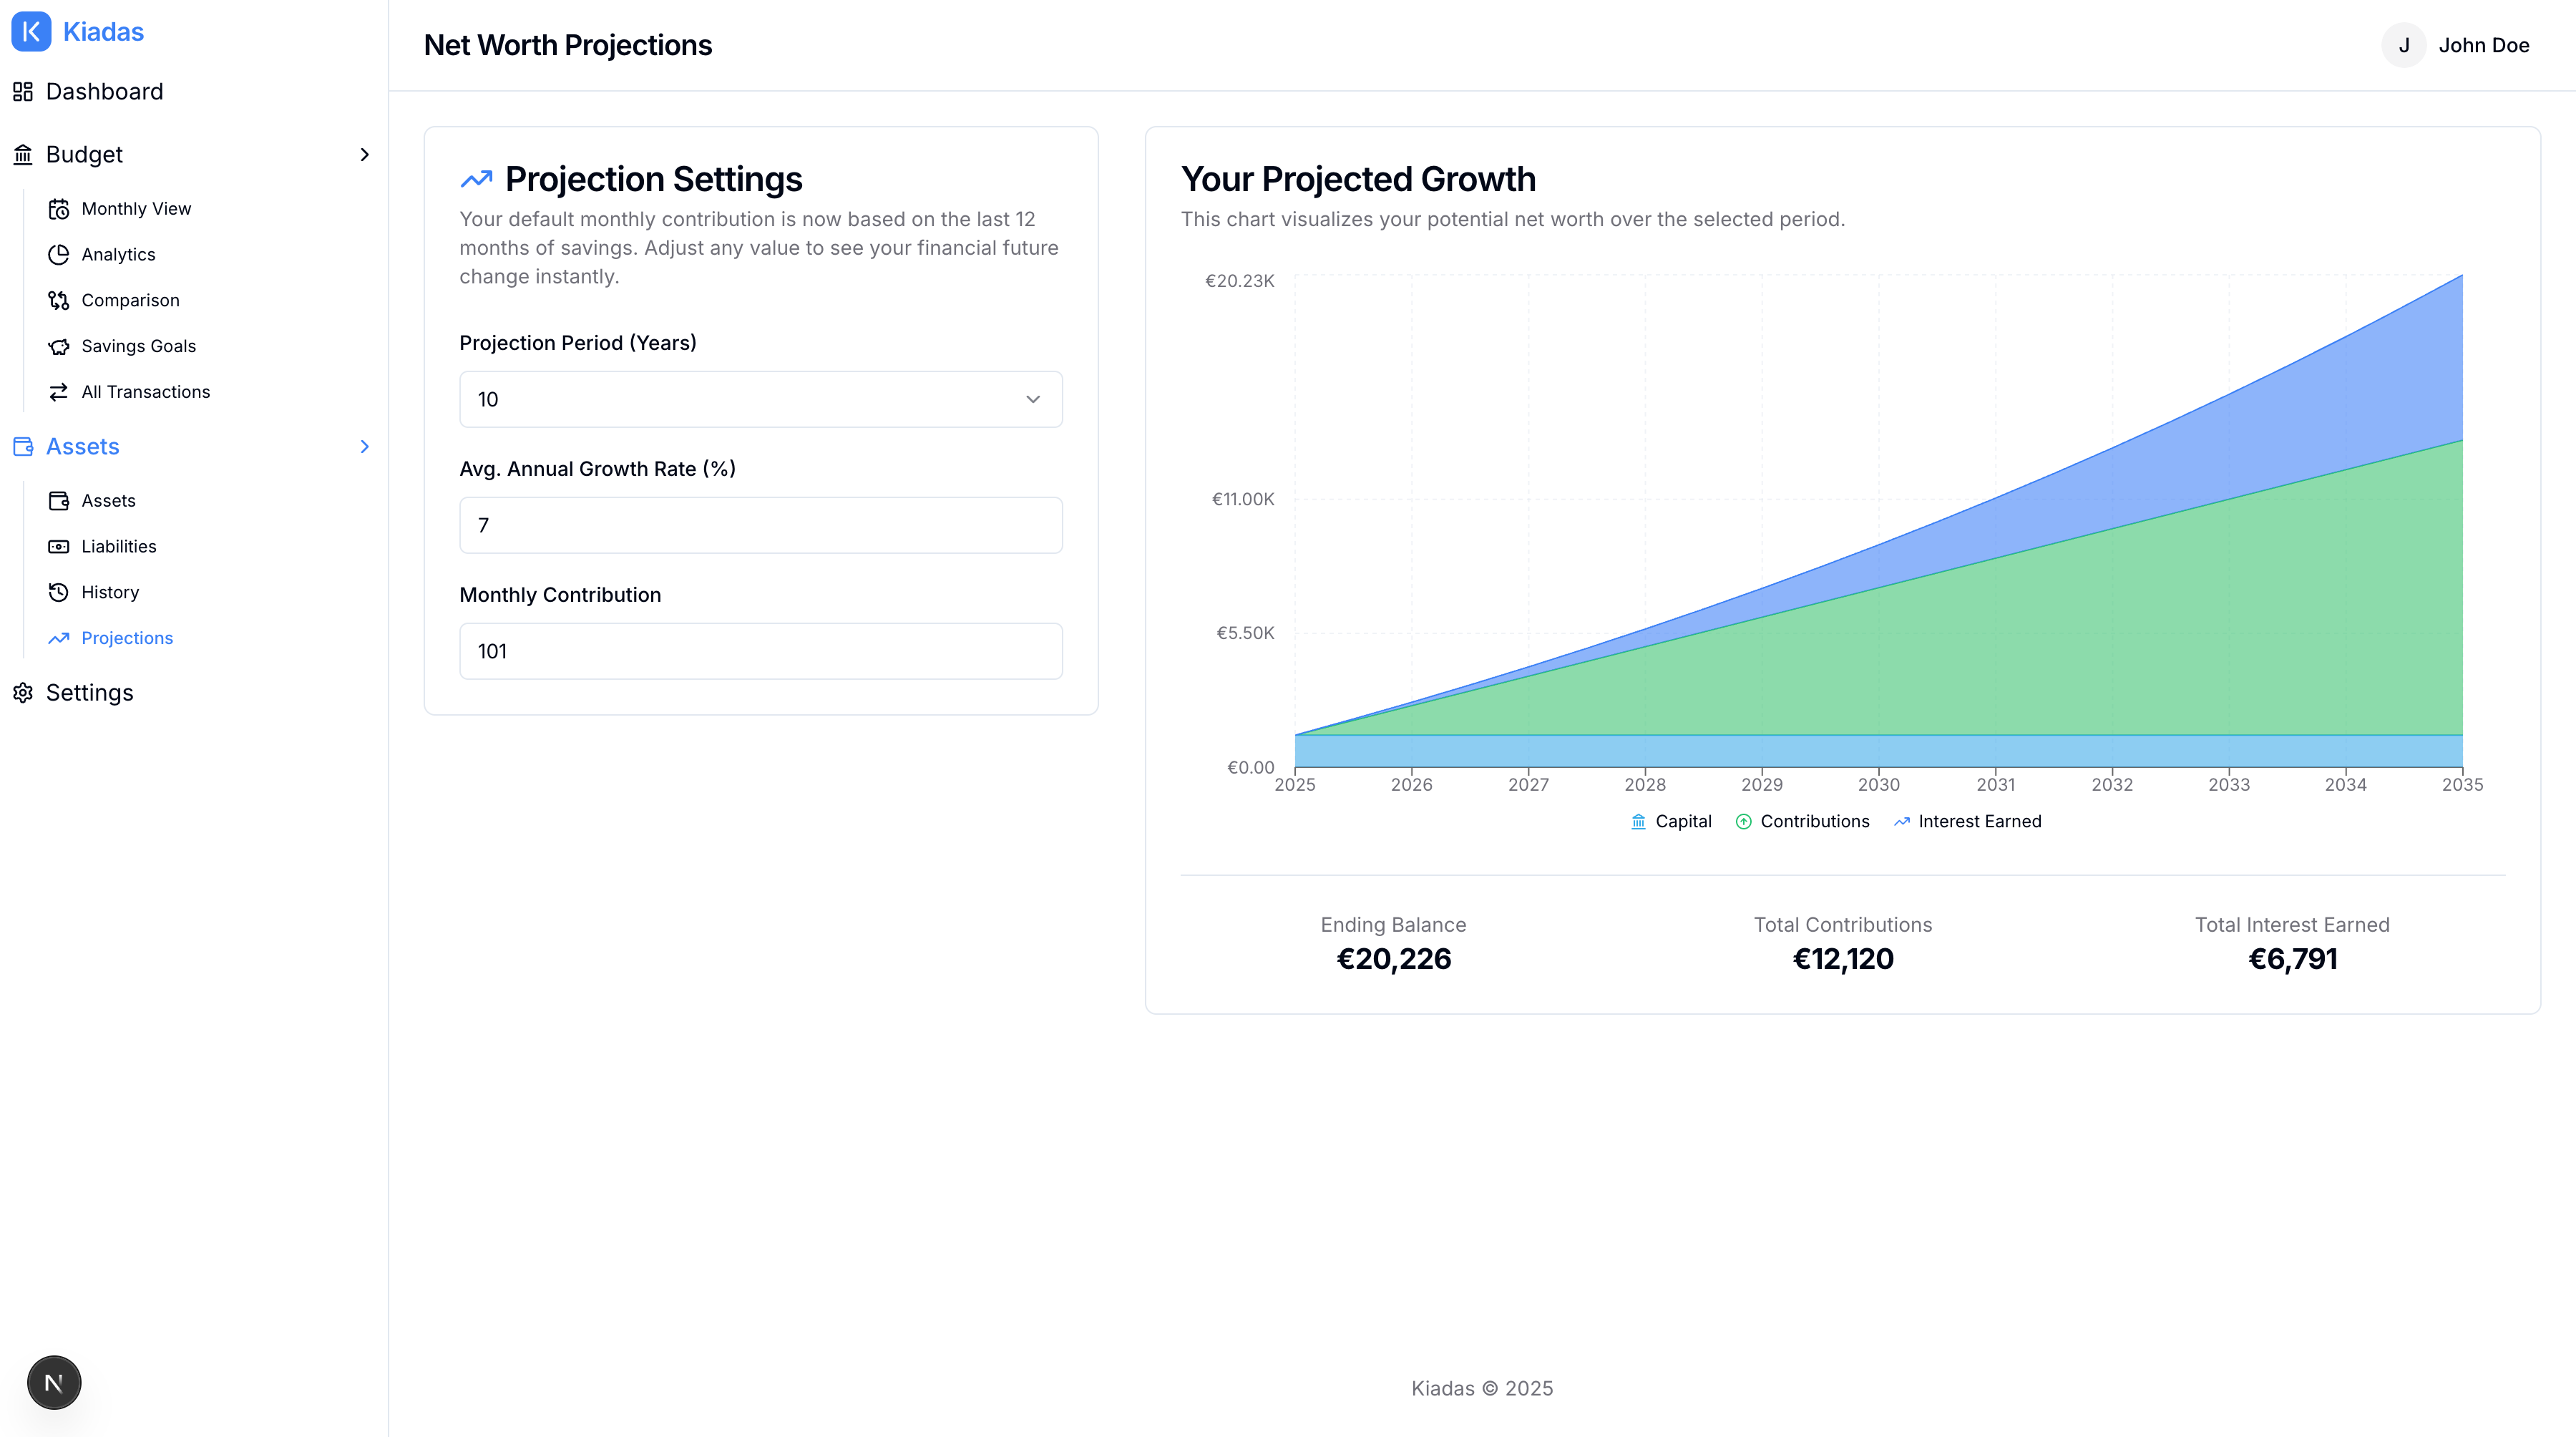 Kiadas
Dashboard
Budget
Monthly View
Analytics
Comparison
Savings Goals
All Transactions
Assets
Assets
Liabilities
History
Projections
Settings
N
Net Worth Projections
J
John Doe
Projection Settings
Your default monthly contribution is now based on the last 12
months of savings. Adjust any value to see your financial future
change instantly.
Projection Period (Years)
10
Avg. Annual Growth Rate (%)
7
Monthly Contribution
101
Your Projected Growth
This chart visualizes your potential net worth over the selected period.
€20.23K
€11.00K
€5.50K
€0.00
2025 2026 2027 2028 2029 2030 2031 2032 2033 2034 2035
Capital Contributions Interest Earned
Ending Balance Total Contributions Total Interest Earned
€20,226 €12,120 €6,791
Kiadas © 2025